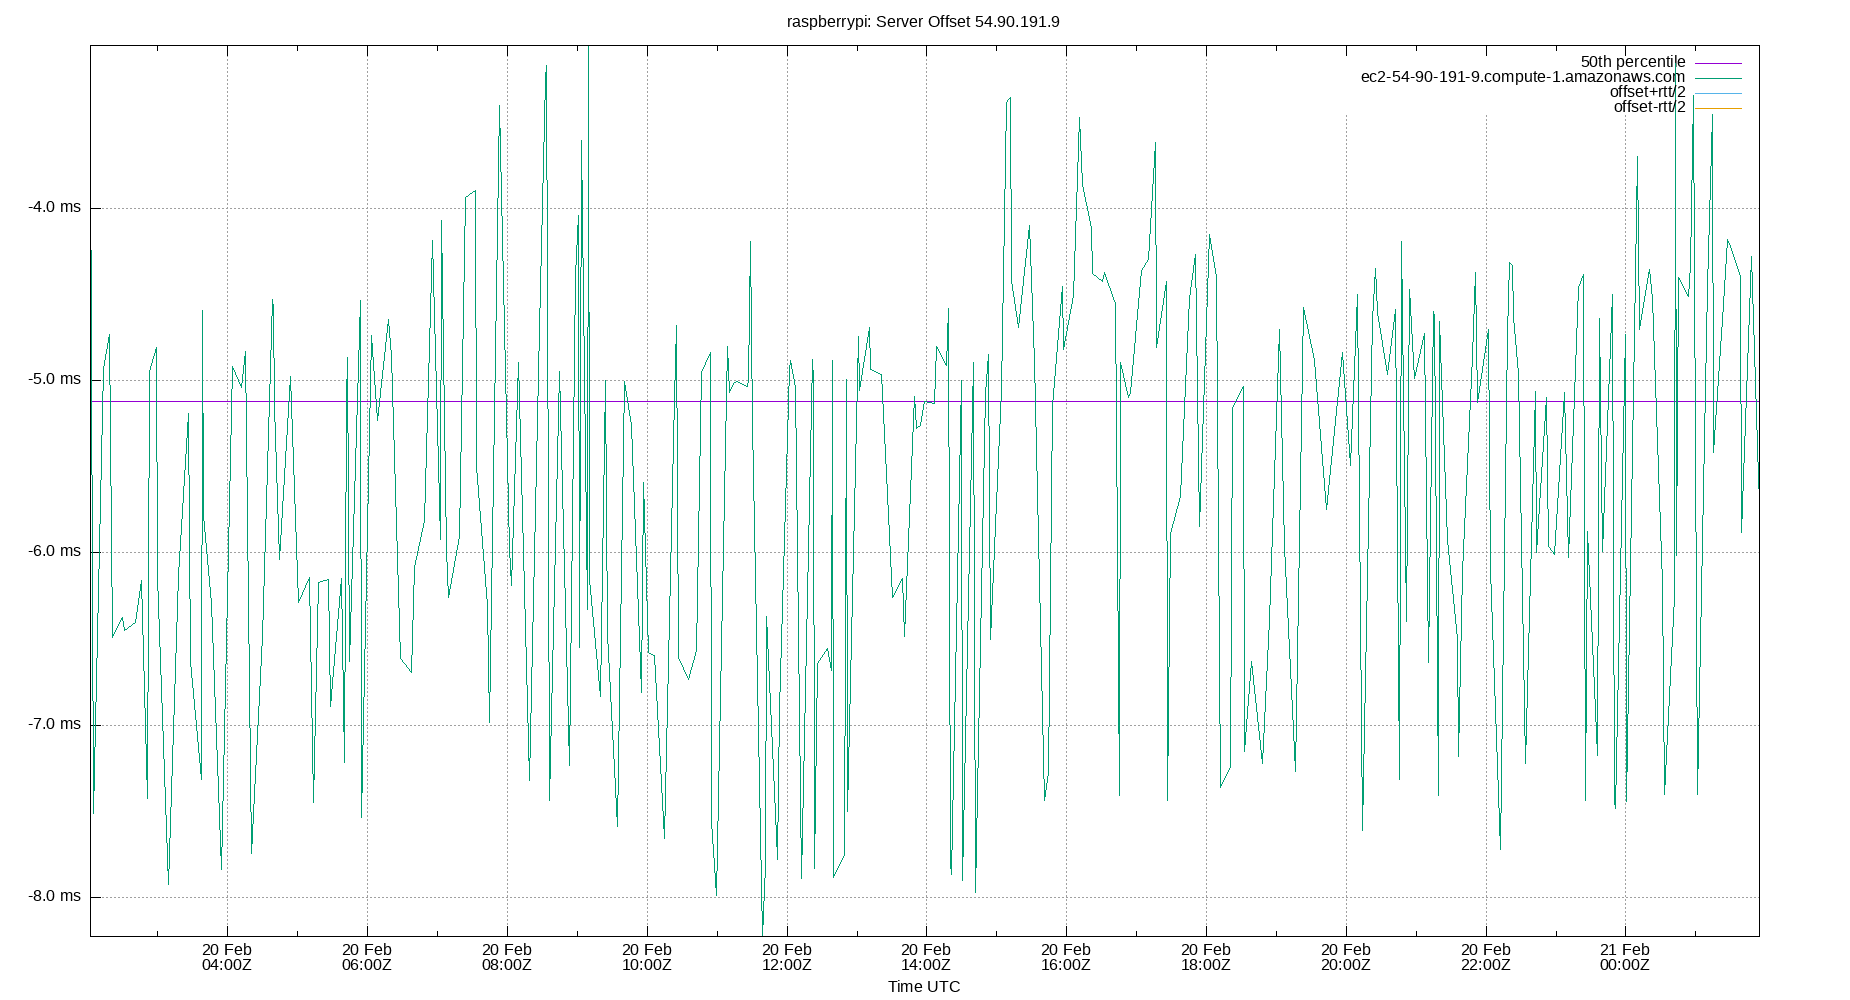 raspberrypi: Server Offset 54.90.191.9
50th percentile
ec2-54-90-191-9.compute-1.amazonaws.com
offset+rtt/2
offset-rtt/2
-4.0 ms
-5.0 ms
-6.0 ms
-7.0 ms
-8.0 ms
20 Feb 20 Feb 20 Feb 20 Feb 20 Feb 20 Feb 20 Feb 20 Feb 20 Feb 20 Feb 21 Feb
04:00Z 06:00Z 08:00Z 10:00Z 12:00Z 14:00Z 16:00Z 18:00Z 20:00Z 22:00Z 00:00Z
Time UTC